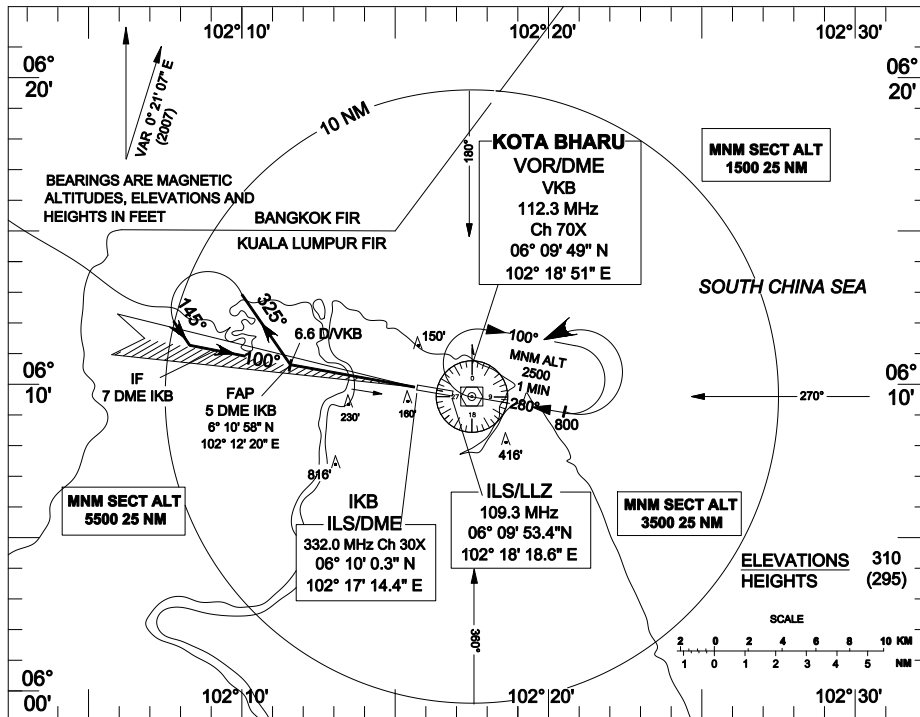 102° 10' 102° 20' 102° 30'
06°
20'
06°
20'
VAR 0° 21' 07" E
(2007)
10 NM
BEARINGS ARE MAGNETIC
ALTITUDES, ELEVATIONS AND
HEIGHTS IN FEET
BANGKOK FIR
KUALA LUMPUR FIR
180°
KOTA BHARU
VOR/DME
VKB
112.3 MHz
Ch 70X
06° 09' 49" N
102° 18' 51" E
MNM SECT ALT
1500 25 NM
SOUTH CHINA SEA
145°
325°
6.6 D/VKB
100°
IF
7 DME IKB
FAP
5 DME IKB
6° 10' 58" N
102° 12' 20" E
150'
230'
160'
816'
416'
0
9
18
27
100°
MNM ALT
2500
1 MIN
280°
800
270°
06°
10'
06°
10'
MNM SECT ALT
5500 25 NM
IKB
ILS/DME
332.0 MHz Ch 30X
06° 10' 0.3" N
102° 17' 14.4" E
ILS/LLZ
109.3 MHz
06° 09' 53.4"N
102° 18' 18.6" E
MNM SECT ALT
3500 25 NM
360°
ELEVATIONS 310
HEIGHTS (295)
SCALE
2 0 2 4 6 8 10 KM
1 0 1 2 3 4 5 NM
06°
00'
06°
00'
102° 10' 102° 20' 102° 30'